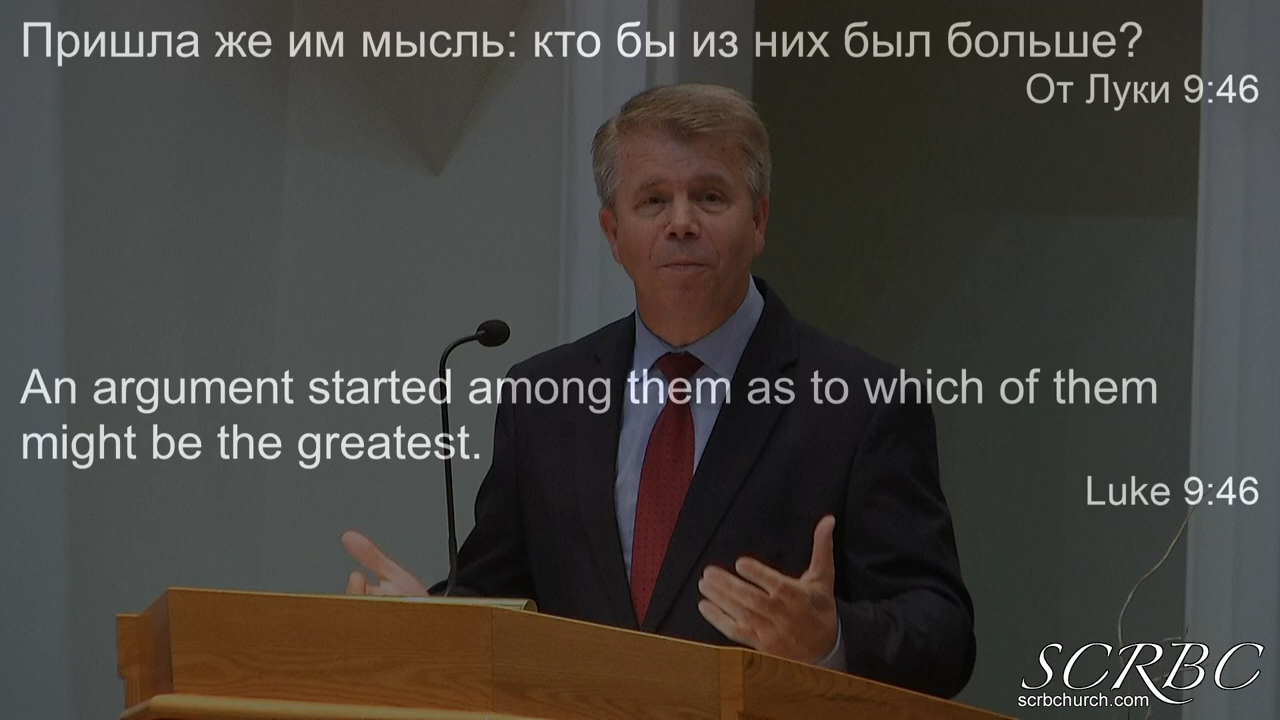 Пришла же им мысль: кто бы из них был больше?
От Луки 9:46
An argument started among them as to which of them
might be the greatest.
Luke 9:46
SCRBC
scrbchurch.com